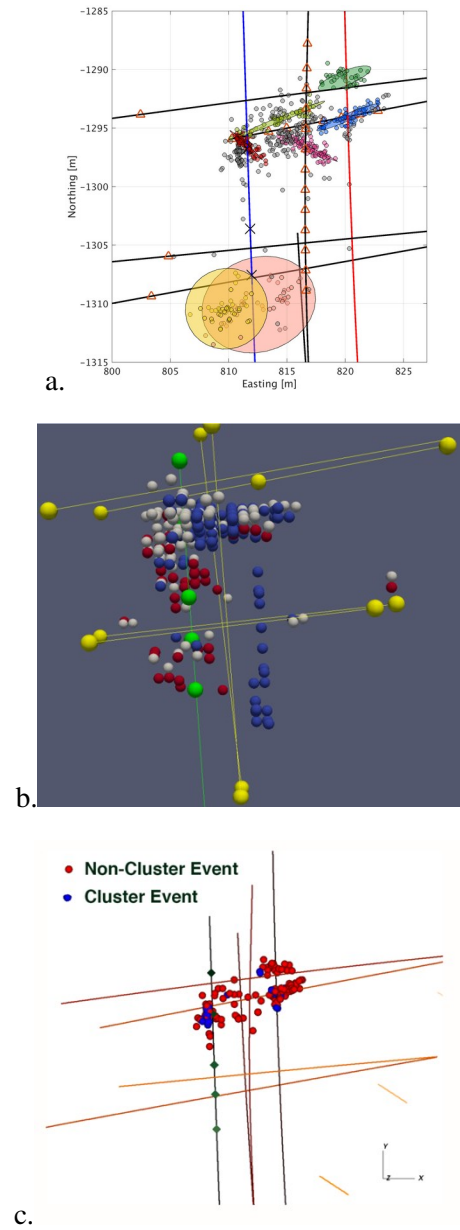 -1285
-1290
-1295
-1300
-1305
-1310
-1315
Northing [m]
800 805 810 815 820 825
Easting [m]
a.
b.
Non-Cluster Event
Cluster Event
Y
Z X
c.